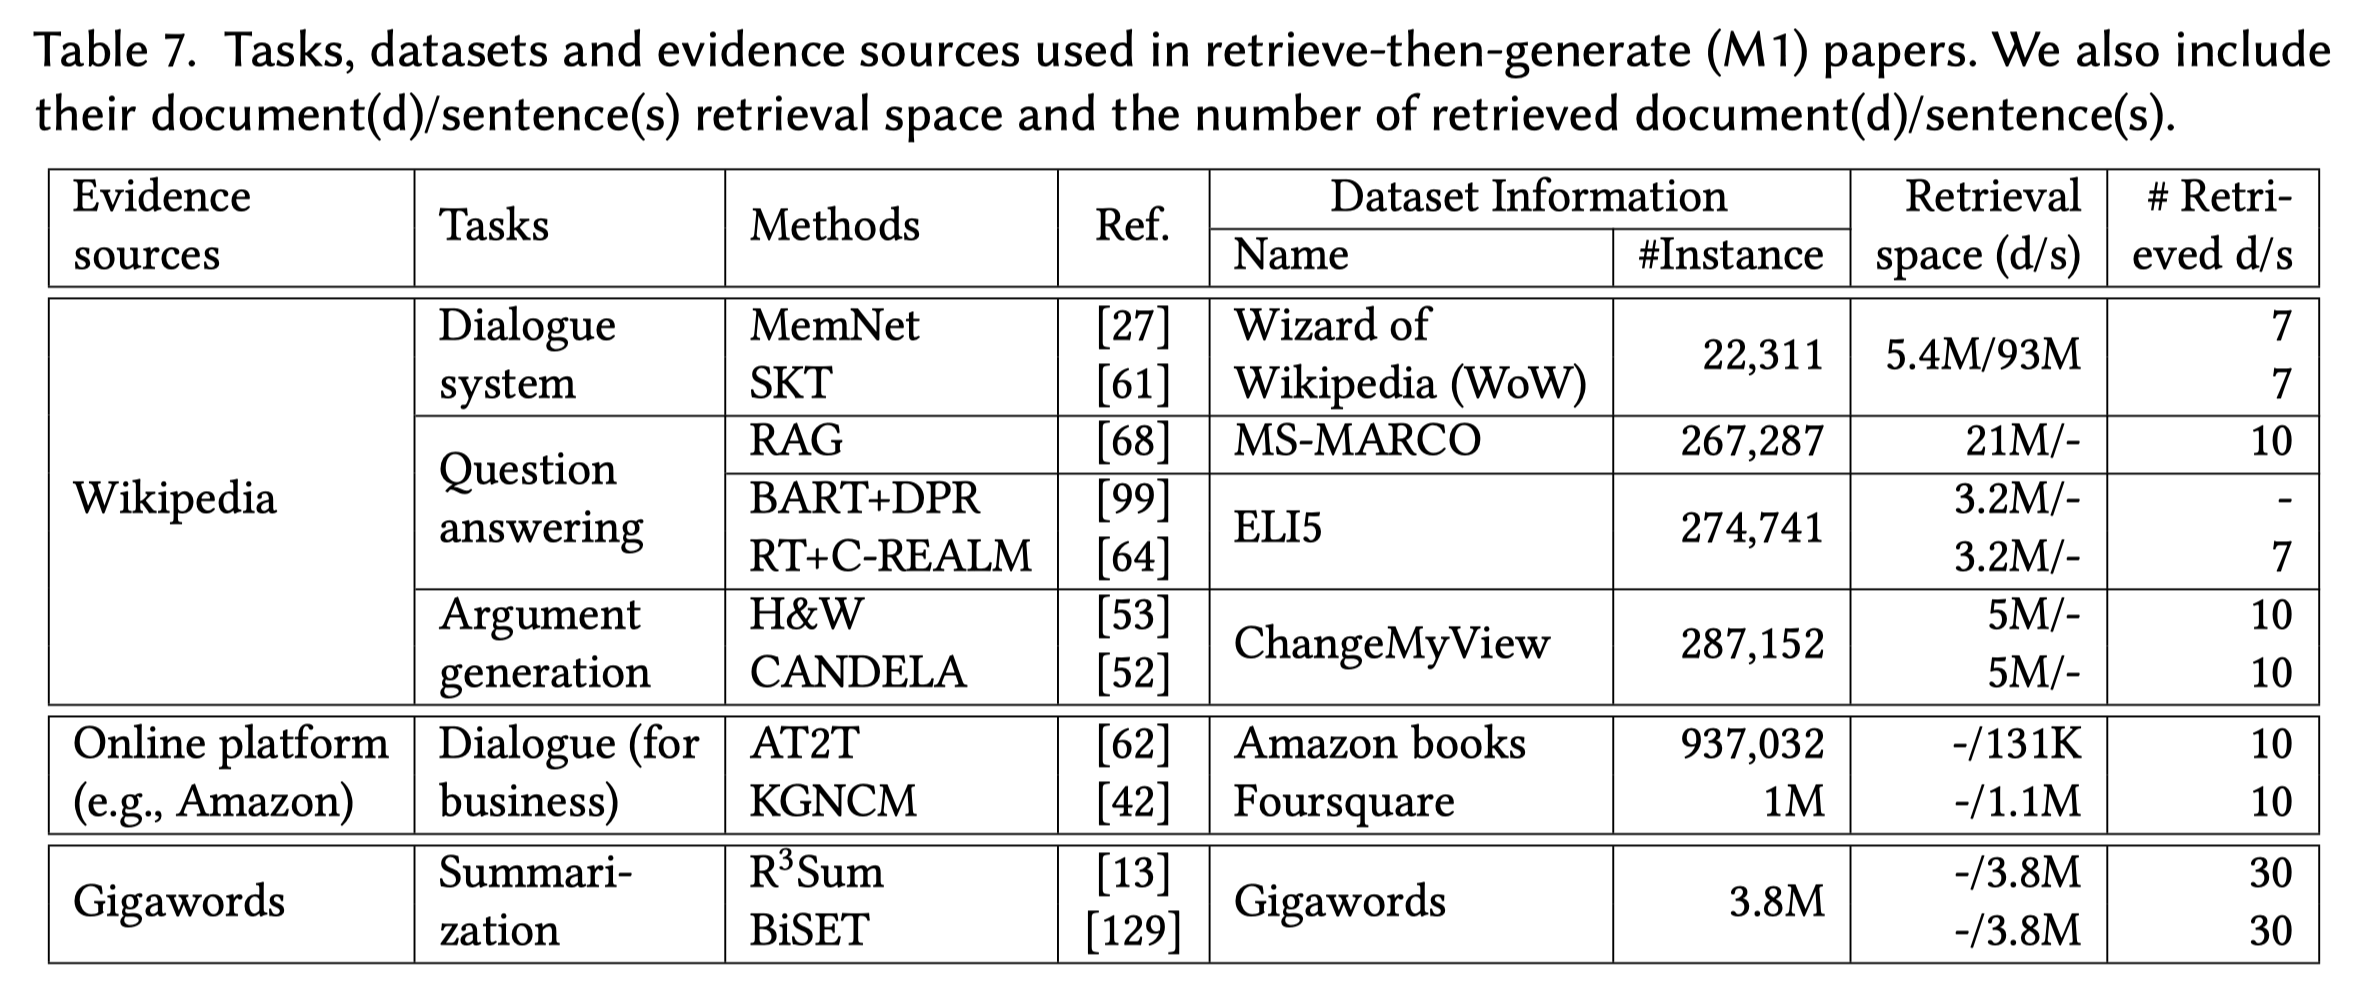 Table 7. Tasks, datasets and evidence sources used in retrieve-then-generate (M1) papers. We also include
their document(d)/sentence(s) retrieval space and the number of retrieved document(d)/sentence(s).
Evidence
sources
Tasks
Methods
Ref.
Dataset Information
Name
#Instance
Retrieval
space (d/s)
# Retri-
eved d/s
Wikipedia
Dialogue
system
MemNet
SKT
[27]
[61]
Wizard of
Wikipedia (WoW)
22,311
5.4M/93M
7
7
Question
answering
RAG
[68]
MS-MARCO
267,287
21M/-
10
BART+DPR
RT+C-REALM
[99]
[64]
ELI5
274,741
3.2M/-
3.2M/-
-
7
Argument
generation
H&W
CANDELA
[53]
[52]
ChangeMyView
287,152
5M/-
5M/-
10
10
Online platform
(e.g., Amazon)
Dialogue (for
business)
AT2T
KGNCM
[62]
[42]
Amazon books
Foursquare
937,032
1M
-/131K
-/1.1M
10
10
Gigawords
Summari-
zation
R³Sum
BiSET
[13]
[129]
Gigawords
3.8M
-/3.8M
-/3.8M
30
30